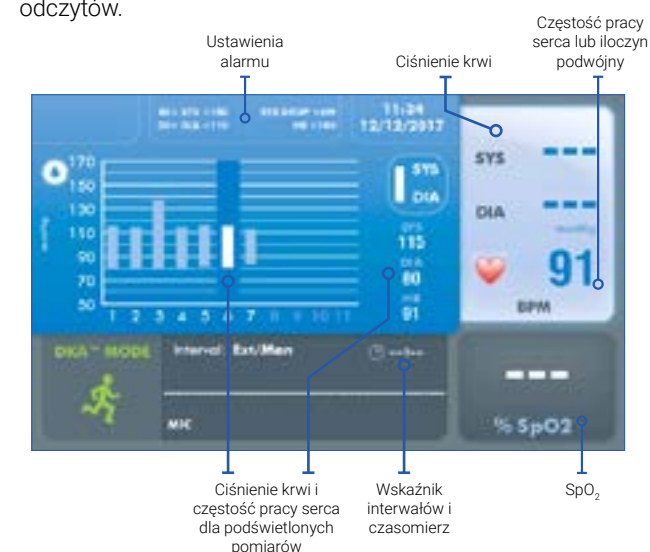 odczytów.
Częstość pracy
serca lub iloczyn
podwójny
Ustawienia
alarmu
Ciśnienie krwi
11:24
12/12/2017
SYS
DIA
SYS
DIA
170
150
130
110
90
70
50
1 2 3 4 5 6 7 8 9 10 11
SYS
115
DIA
80
HR
91
91
BPM
DKA™ MODE
Interval Ext/Man
--:--
MIC
% SpO2
Ciśnienie krwi i
częstość pracy serca
dla podświetlonych
pomiarów
Wskaźnik
interwałów i
czasomierz
SpO₂